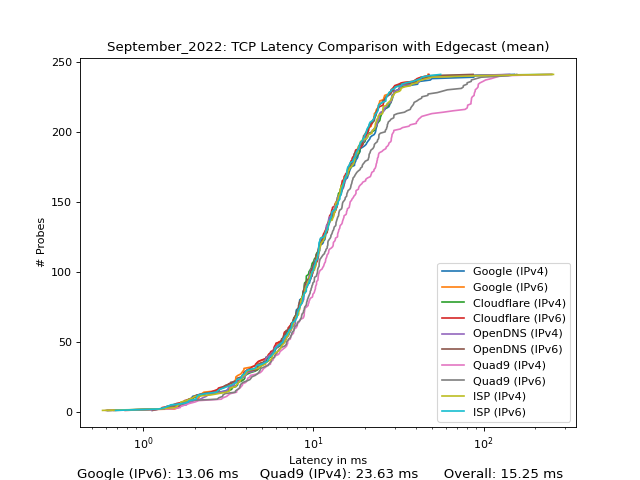 September_2022: TCP Latency Comparison with Edgecast (mean)
# Probes
250
200
150
100
50
0
Google (IPv4)
Google (IPv6)
Cloudflare (IPv4)
Cloudflare (IPv6)
OpenDNS (IPv4)
OpenDNS (IPv6)
Quad9 (IPv4)
Quad9 (IPv6)
ISP (IPv4)
ISP (IPv6)
10⁰ 10¹ 10²
Latency in ms
Google (IPv6): 13.06 ms Quad9 (IPv4): 23.63 ms Overall: 15.25 ms